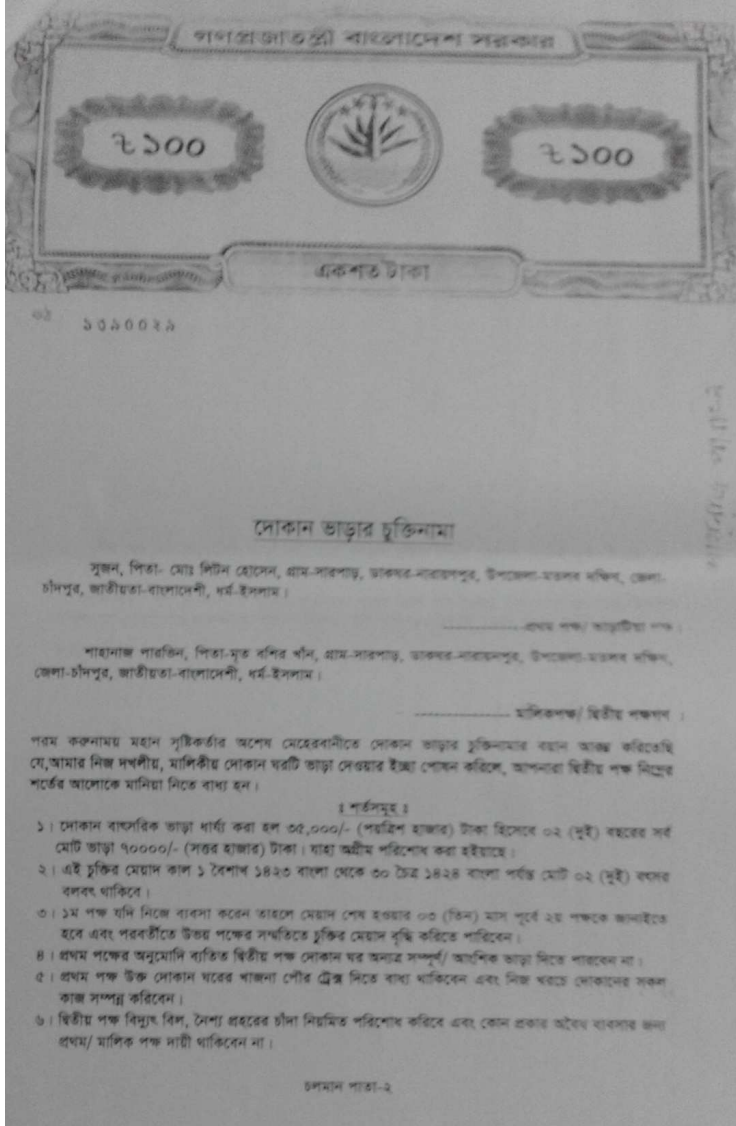 গণপ্রজাতন্ত্রী বাংলাদেশ সরকার
৳১০০
৳১০০
একশত টাকা
১৩৯০০২৯
দোকান ভাড়ার চুক্তিনামা
সুজন, পিতা- মোঃ লিটন হোসেন, গ্রাম-সারপাড়, ডাকঘর-নারায়নপুর, উপজেলা-মতলব দক্ষিণ, জেলা-
চাঁদপুর, জাতীয়তা-বাংলাদেশী, ধর্ম-ইসলাম।
-------------------প্রথম পক্ষ/ ভাড়াটিয়া পক্ষ।
শাহানাজ পারভিন, পিতা-মৃত বশির খাঁন, গ্রাম-সারপাড়, ডাকঘর-নারায়নপুর, উপজেলা-মতলব দক্ষিণ,
জেলা-চাঁদপুর, জাতীয়তা-বাংলাদেশী, ধর্ম-ইসলাম।
------------------- মালিকপক্ষ/ দ্বিতীয় পক্ষগণ ।
পরম করুনাময় মহান সৃষ্টিকর্তার অশেষ মেহেরবানীতে দোকান ভাড়ার চুক্তিনামার বয়ান আরম্ভ করিতেছি
যে,আমার নিজ দখলীয়, মালিকীয় দোকান ঘরটি ভাড়া দেওয়ার ইচ্ছা পোষন করিলে, আপনারা দ্বিতীয় পক্ষ নিম্নের
শর্তের আলোকে মানিয়া নিতে বাধ্য হন।
ঃ শর্তসমূহ ঃ
১। দোকান বাৎসরিক ভাড়া ধার্য্য করা হল ৩৫,০০০/- (পয়ত্রিশ হাজার) টাকা হিসেবে ০২ (দুই) বছরের সর্ব
মোট ভাড়া ৭০০০০/- (সত্তর হাজার) টাকা। যাহা অগ্রীম পরিশোধ করা হইয়াছে।
২। এই চুক্তির মেয়াদ কাল ১ বৈশাখ ১৪২৩ বাংলা থেকে ৩০ চৈত্র ১৪২৪ বাংলা পর্যন্ত মোট ০২ (দুই) বৎসর
বলবৎ থাকিবে।
৩। ১ম পক্ষ যদি নিজে ব্যবসা করেন তাহলে মেয়াদ শেষ হওয়ার ০৩ (তিন) মাস পূর্বে ২য় পক্ষকে জানাইতে
হবে এবং পরবর্তীতে উভয় পক্ষের সম্মতিতে চুক্তির মেয়াদ বৃদ্ধি করিতে পারিবেন।
৪। প্রথম পক্ষের অনুমোদি ব্যতিত দ্বিতীয় পক্ষ দোকান ঘর অন্যত্র সম্পূর্ণ/ আংশিক ভাড়া দিতে পারবেন না।
৫। প্রথম পক্ষ উক্ত দোকান ঘরের খাজনা পৌর ট্রেক্স দিতে বাধ্য থাকিবেন এবং নিজ খরচে দোকানের সকল
কাজ সম্পন্ন করিবেন।
৬। দ্বিতীয় পক্ষ বিদ্যুৎ বিল, নৈশ্য প্রহরের চাঁদা নিয়মিত পরিশোধ করিবে এবং কোন প্রকার অবৈধ ব্যবসার জন্য
প্রথম/ মালিক পক্ষ দায়ী থাকিবেন না।
চলমান পাতা-২